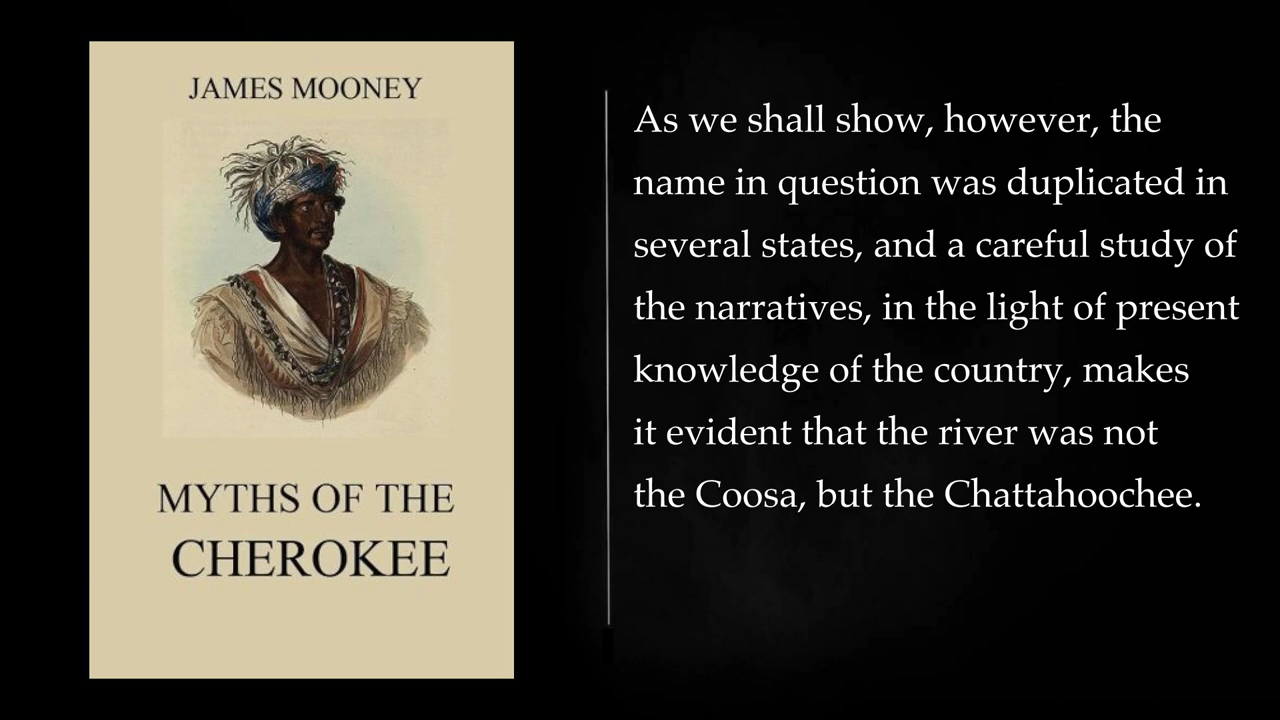 JAMES MOONEY
MYTHS OF THE
CHEROKEE
As we shall show, however, the
name in question was duplicated in
several states, and a careful study of
the narratives, in the light of present
knowledge of the country, makes
it evident that the river was not
the Coosa, but the Chattahoochee.